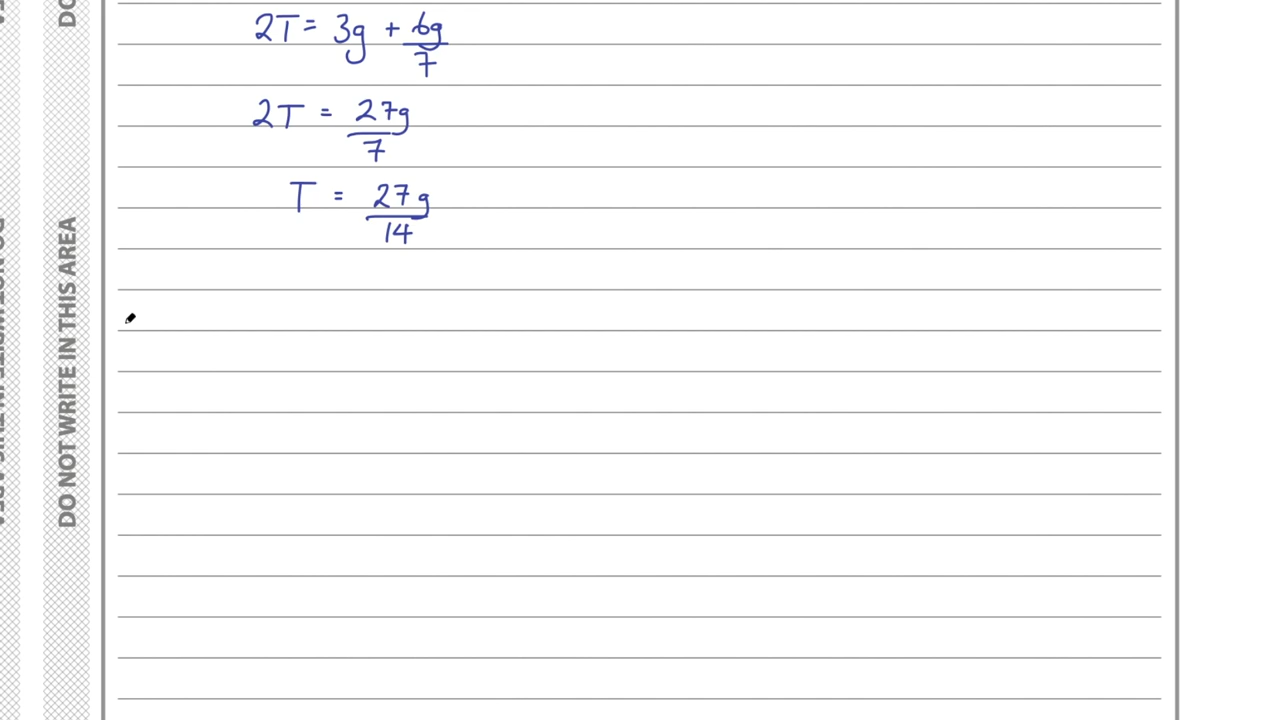 DO NOT WRITE IN THIS AREA
2T = 3g + 6g/7
2T = 27g/7
T = 27g/14